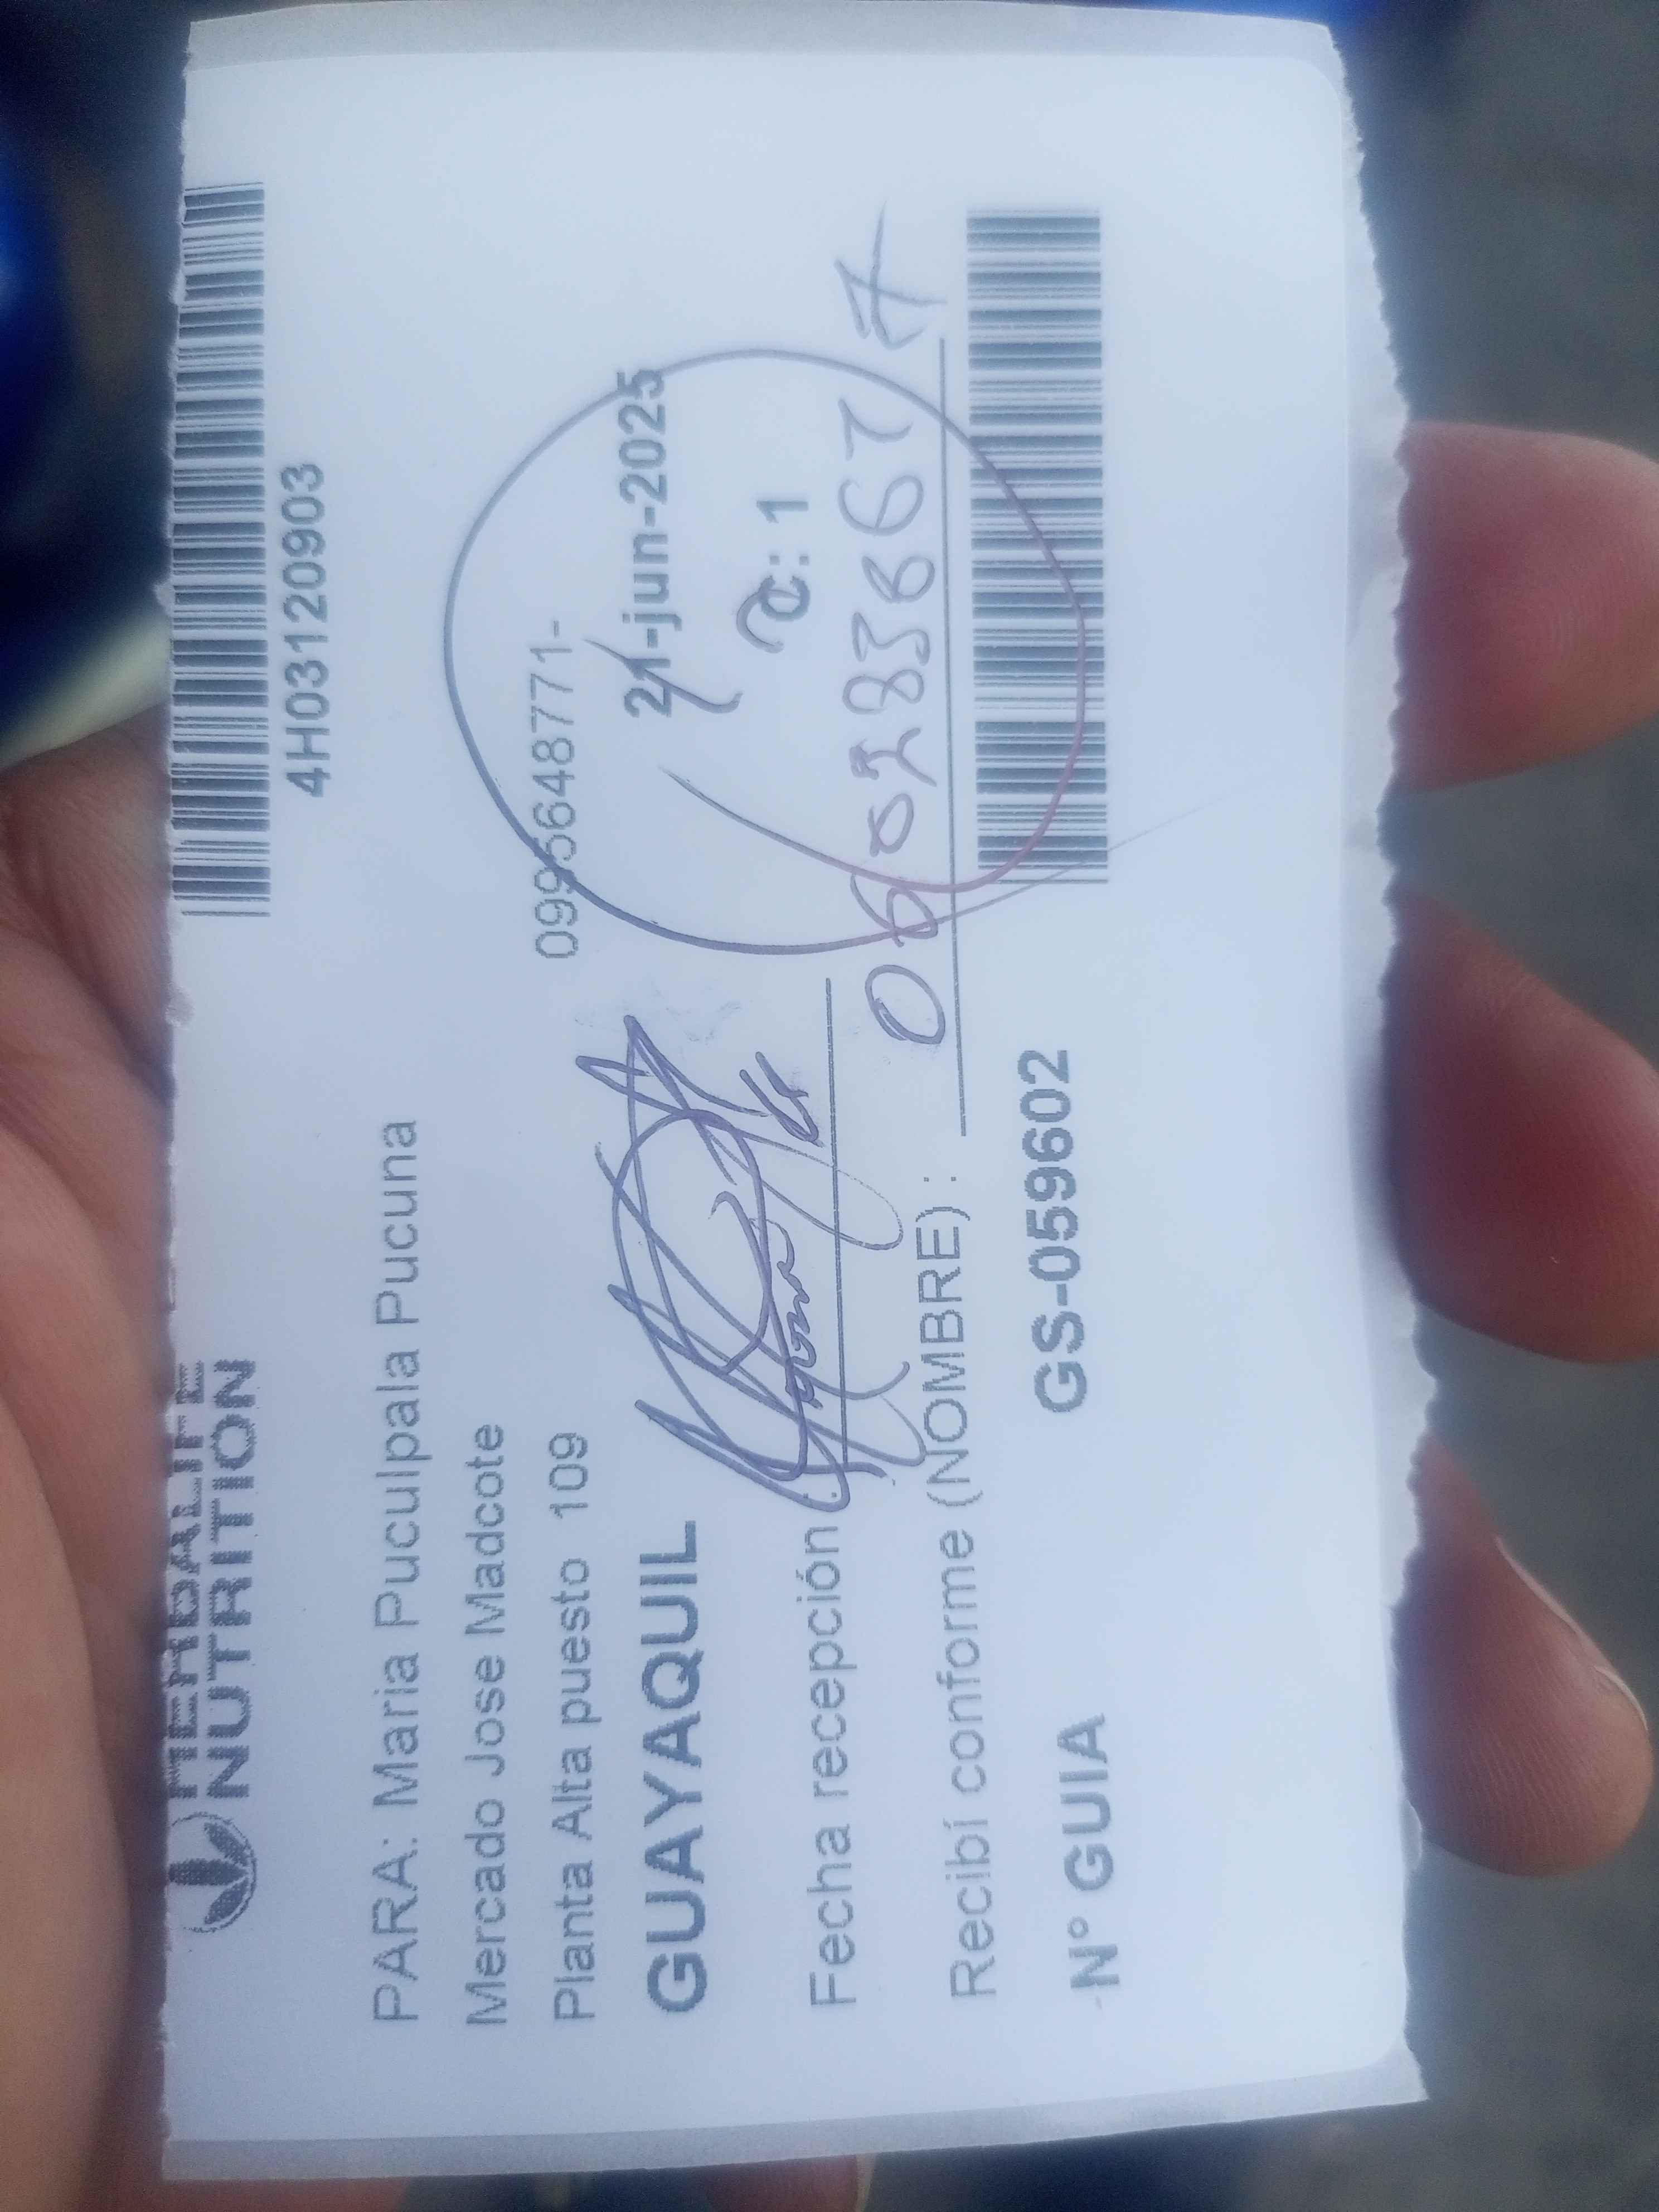 HERBALIFE
NUTRITION
4H03120903
PARA: Maria Puculpala Pucuna
Mercado Jose Madcote
Planta Alta puesto 109
0995648771-
GUAYAQUIL
21-jun-2025
Fecha recepción
C: 1
Recibí conforme (NOMBRE) :
N° GUIA
GS-059602